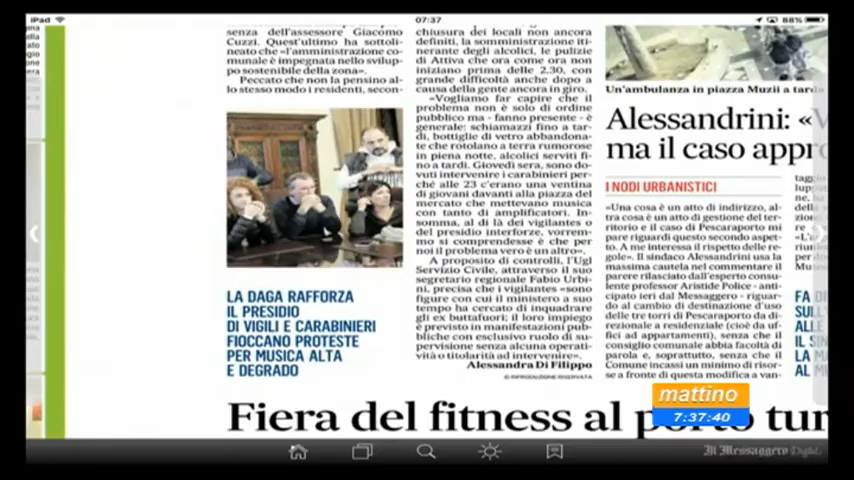 iPad
07:37
88%
senza dell'assessore Giacomo
Cuzzi. Quest'ultimo ha sottoli-
neato che «l'amministrazione co-
munale è impegnata nello svilup-
po sostenibile della zona».
Peccato che non la pensino al-
lo stesso modo i residenti, secon-
LA DAGA RAFFORZA
IL PRESIDIO
DI VIGILI E CARABINIERI
FIOCCANO PROTESTE
PER MUSICA ALTA
E DEGRADO
chiusura dei locali non ancora
definiti, la somministrazione iti-
nerante degli alcolici, le pulizie
di Attiva che ora come ora non
iniziano prima delle 2.30, con
grande difficoltà anche dopo a
causa della gente ancora in giro.
«Vogliamo far capire che il
problema non è solo di ordine
pubblico ma - fanno presente - è
generale: schiamazzi fino a tar-
di, bottiglie di vetro abbandona-
te che rotolano a terra rumorose
in piena notte, alcolici serviti fi-
no a tardi. Giovedì sera, sono do-
vuti intervenire i carabinieri per-
ché alle 23 c'erano una ventina
di giovani davanti alla piazza del
mercato che mettevano musica
con tanto di amplificatori. In-
somma, al di là dei vigilantes o
del presidio interforze, vorrem-
mo si comprendesse è che per
noi il problema vero è un altro».
A proposito di controlli, l'Ugl
Servizio Civile, attraverso il suo
segretario regionale Fabio Urbi-
ni, precisa che i vigilantes «sono
figure con cui il ministero a suo
tempo ha cercato di inquadrare
gli ex buttafuori; il loro impiego
è previsto in manifestazioni pub-
bliche con esclusivo ruolo di su-
pervisione senza alcuna operati-
vità o titolarità ad intervenire».
Alessandra Di Filippo
© RIPRODUZIONE RISERVATA
Un'ambulanza in piazza Muzii a tarda
Alessandrini: «V
ma il caso appro
I NODI URBANISTICI
«Una cosa è un atto di indirizzo, al-
tra cosa è un atto di gestione del ter-
ritorio e il caso di Pescaraporto mi
pare riguardi questo secondo aspet-
to. A me interessa il rispetto delle re-
gole». Il sindaco Alessandrini usa la
massima cautela nel commentare il
parere rilasciato dall'esperto consu-
lente professor Aristide Police - anti-
cipato ieri dal Messaggero - riguar-
do al cambio di destinazione d'uso
delle tre torri di Pescaraporto da di-
rezionale a residenziale (cioè da uf-
fici ad appartamenti), senza che il
consiglio comunale abbia facoltà di
parola e, soprattutto, senza che il
Comune incassi un minimo di risor-
se a fronte di questa modifica a van-
FA D
SULL'
ALLE
IL SIN
LA M
AL M
Fiera del fitness al porto tur
mattino
7:37:40
Il Messaggero Digital